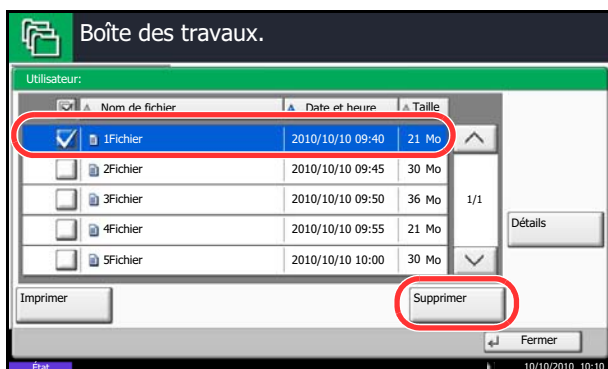 Boîte des travaux.
Utilisateur:
Nom de fichier Date et heure Taille
1Fichier 2010/10/10 09:40 21 Mo
2Fichier 2010/10/10 09:45 30 Mo
3Fichier 2010/10/10 09:50 36 Mo 1/1
4Fichier 2010/10/10 09:55 21 Mo Détails
5Fichier 2010/10/10 10:00 30 Mo
Imprimer Supprimer
Fermer
État 10/10/2010 10:10